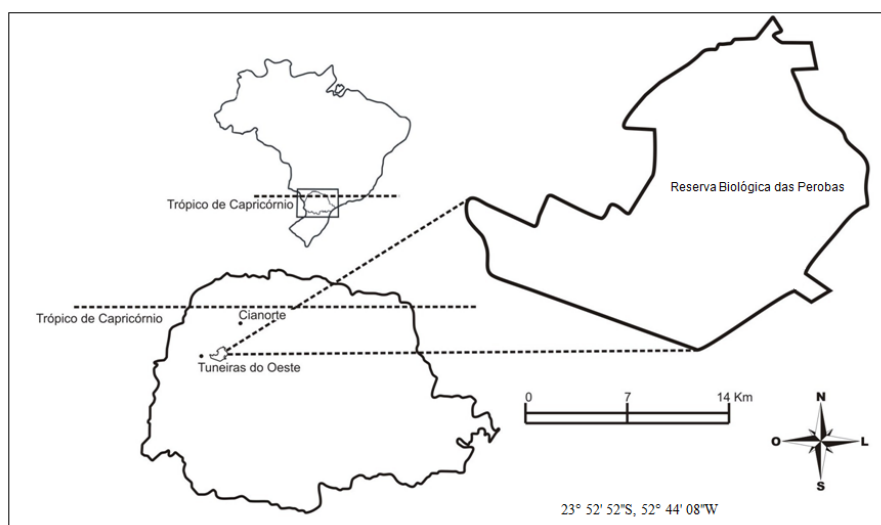 Reserva Biológica das Perobas
Trópico de Capricórnio
Trópico de Capricórnio
Cianorte
Tuneiras do Oeste
0 7 14 Km
N
O L
S
23° 52' 52"S, 52° 44' 08"W